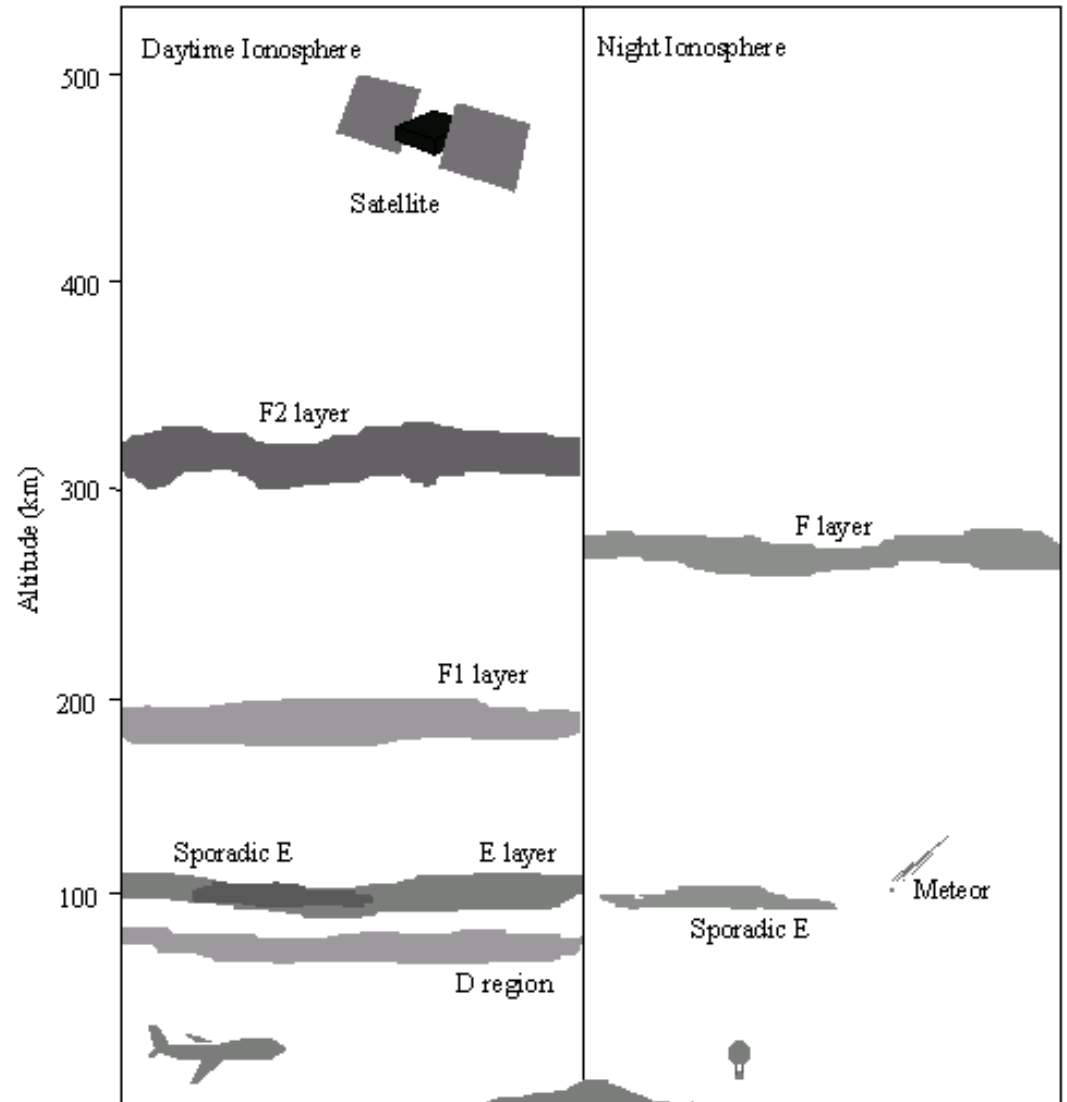 Daytime Ionosphere
Night Ionosphere
500
Satellite
400
F2 layer
Altitude (km)
300
F layer
F1 layer
200
Sporadic E
E layer
100
Meteor
Sporadic E
D region